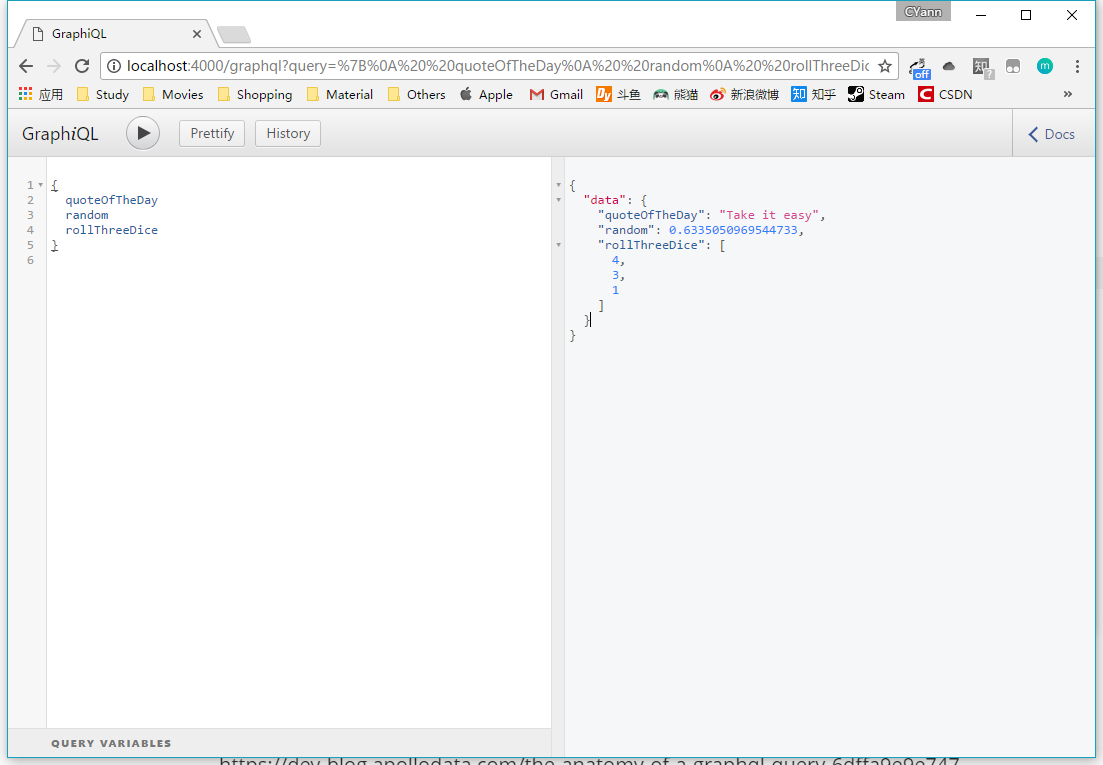 CYann
GraphiQL
localhost:4000/graphql?query=%7B%0A%20%20quoteOfTheDay%0A%20%20random%0A%20%20rollThreeDic
off
知?
m
应用 Study Movies Shopping Material Others Apple Gmail Dy 斗鱼 熊猫 新浪微博 知 知乎 Steam C CSDN »
GraphiQL Prettify History Docs
1 {
2 quoteOfTheDay
3 random
4 rollThreeDice
5 }
6
{
"data": {
"quoteOfTheDay": "Take it easy",
"random": 0.6335050969544733,
"rollThreeDice": [
4,
3,
1
]
}
}
QUERY VARIABLES
https://dev-blog.apollodata.com/the-anatomy-of-a-graphql-query-6dffa9e9e747